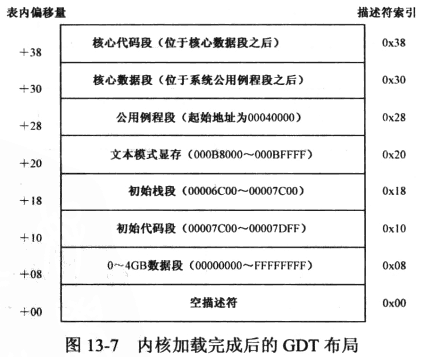 表内偏移量 描述符索引
+38 核心代码段（位于核心数据段之后） 0x38
+30 核心数据段（位于系统公用例程段之后） 0x30
+28 公用例程段（起始地址为00040000） 0x28
+20 文本模式显存（000B8000～000BFFFF） 0x20
+18 初始栈段（00006C00～00007C00） 0x18
+10 初始代码段（00007C00～00007DFF） 0x10
+08 0～4GB数据段（00000000～FFFFFFFF） 0x08
+00 空描述符 0x00
图 13-7 内核加载完成后的 GDT 布局